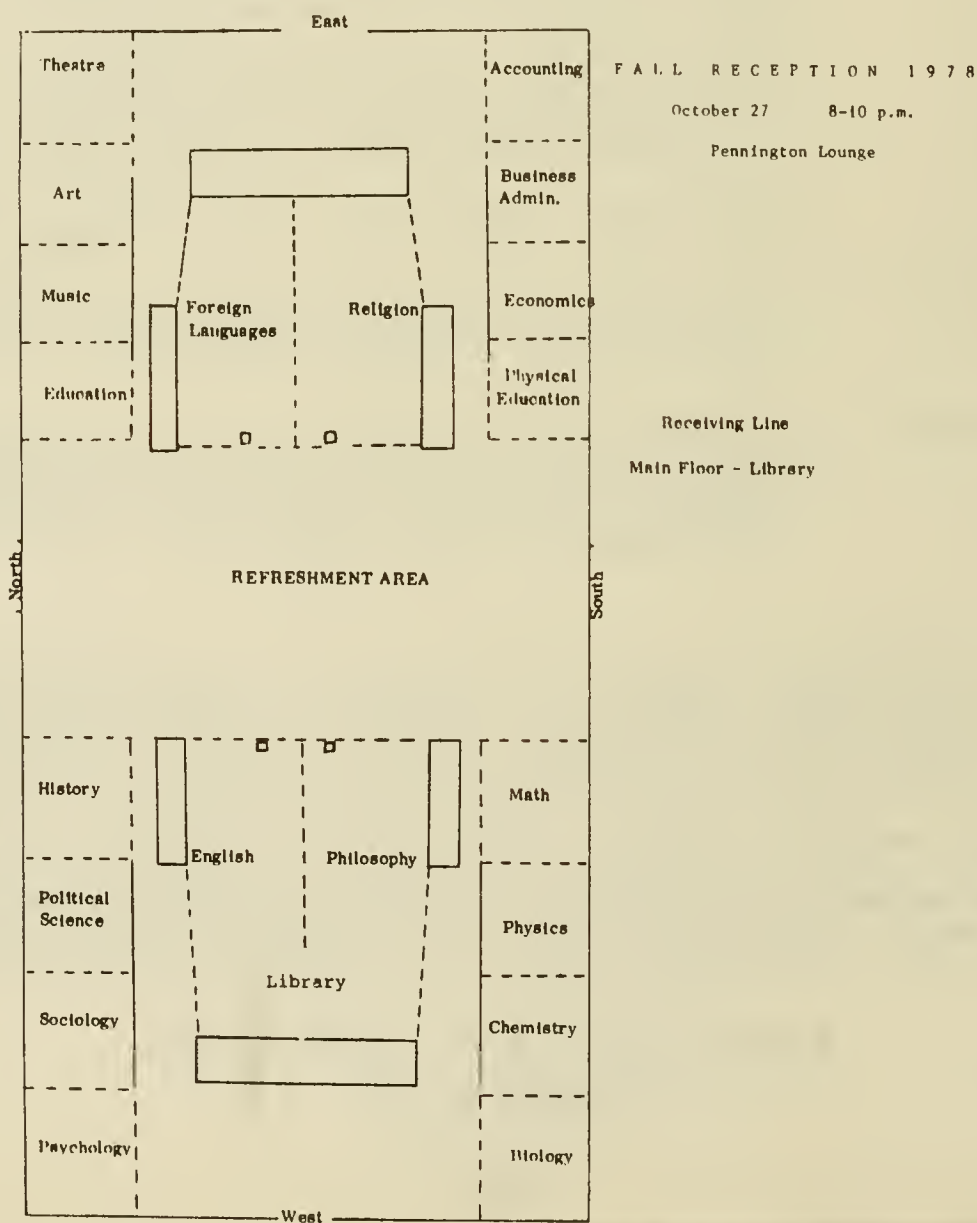 East
FALL RECEPTION 1978
October 27 8-10 p.m.
Pennington Lounge
Theatre
Accounting
Art
Business
Admin.
Music
Foreign
Languages
Religion
Economics
Education
Physical
Education
Receiving Line
Main Floor - Library
North
REFRESHMENT AREA
South
History
Math
English
Philosophy
Political
Science
Physics
Library
Sociology
Chemistry
Psychology
Biology
West